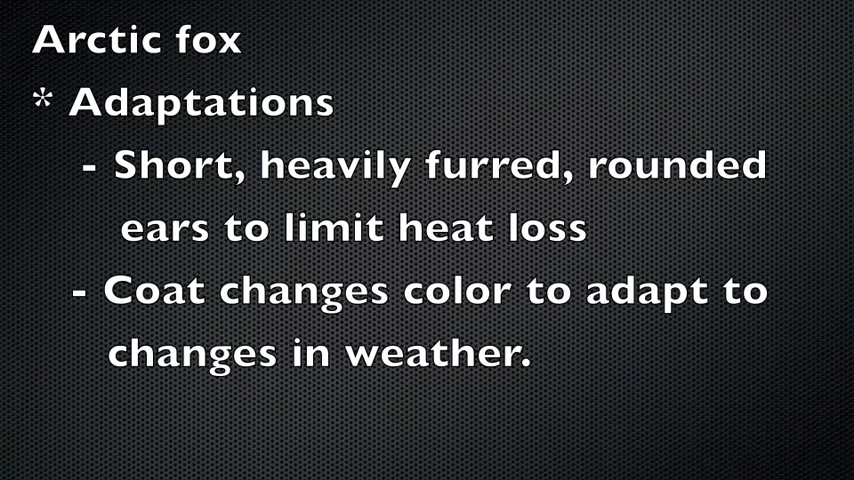 Arctic fox
* Adaptations
- Short, heavily furred, rounded
ears to limit heat loss
- Coat changes color to adapt to
changes in weather.